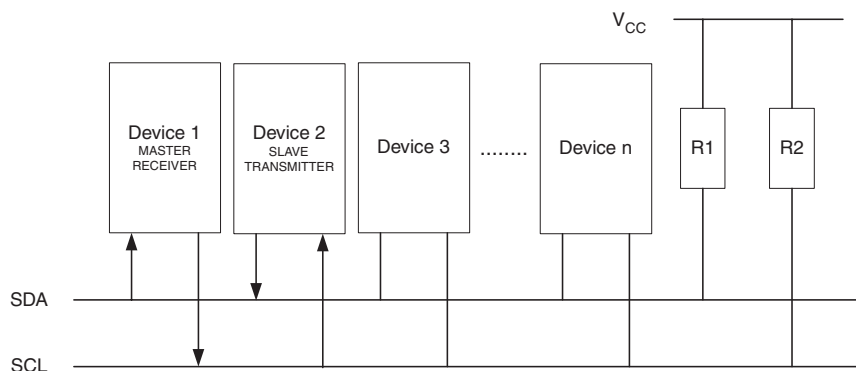 VCC
Device 1
MASTER
RECEIVER
Device 2
SLAVE
TRANSMITTER
Device 3
........
Device n
R1
R2
SDA
SCL